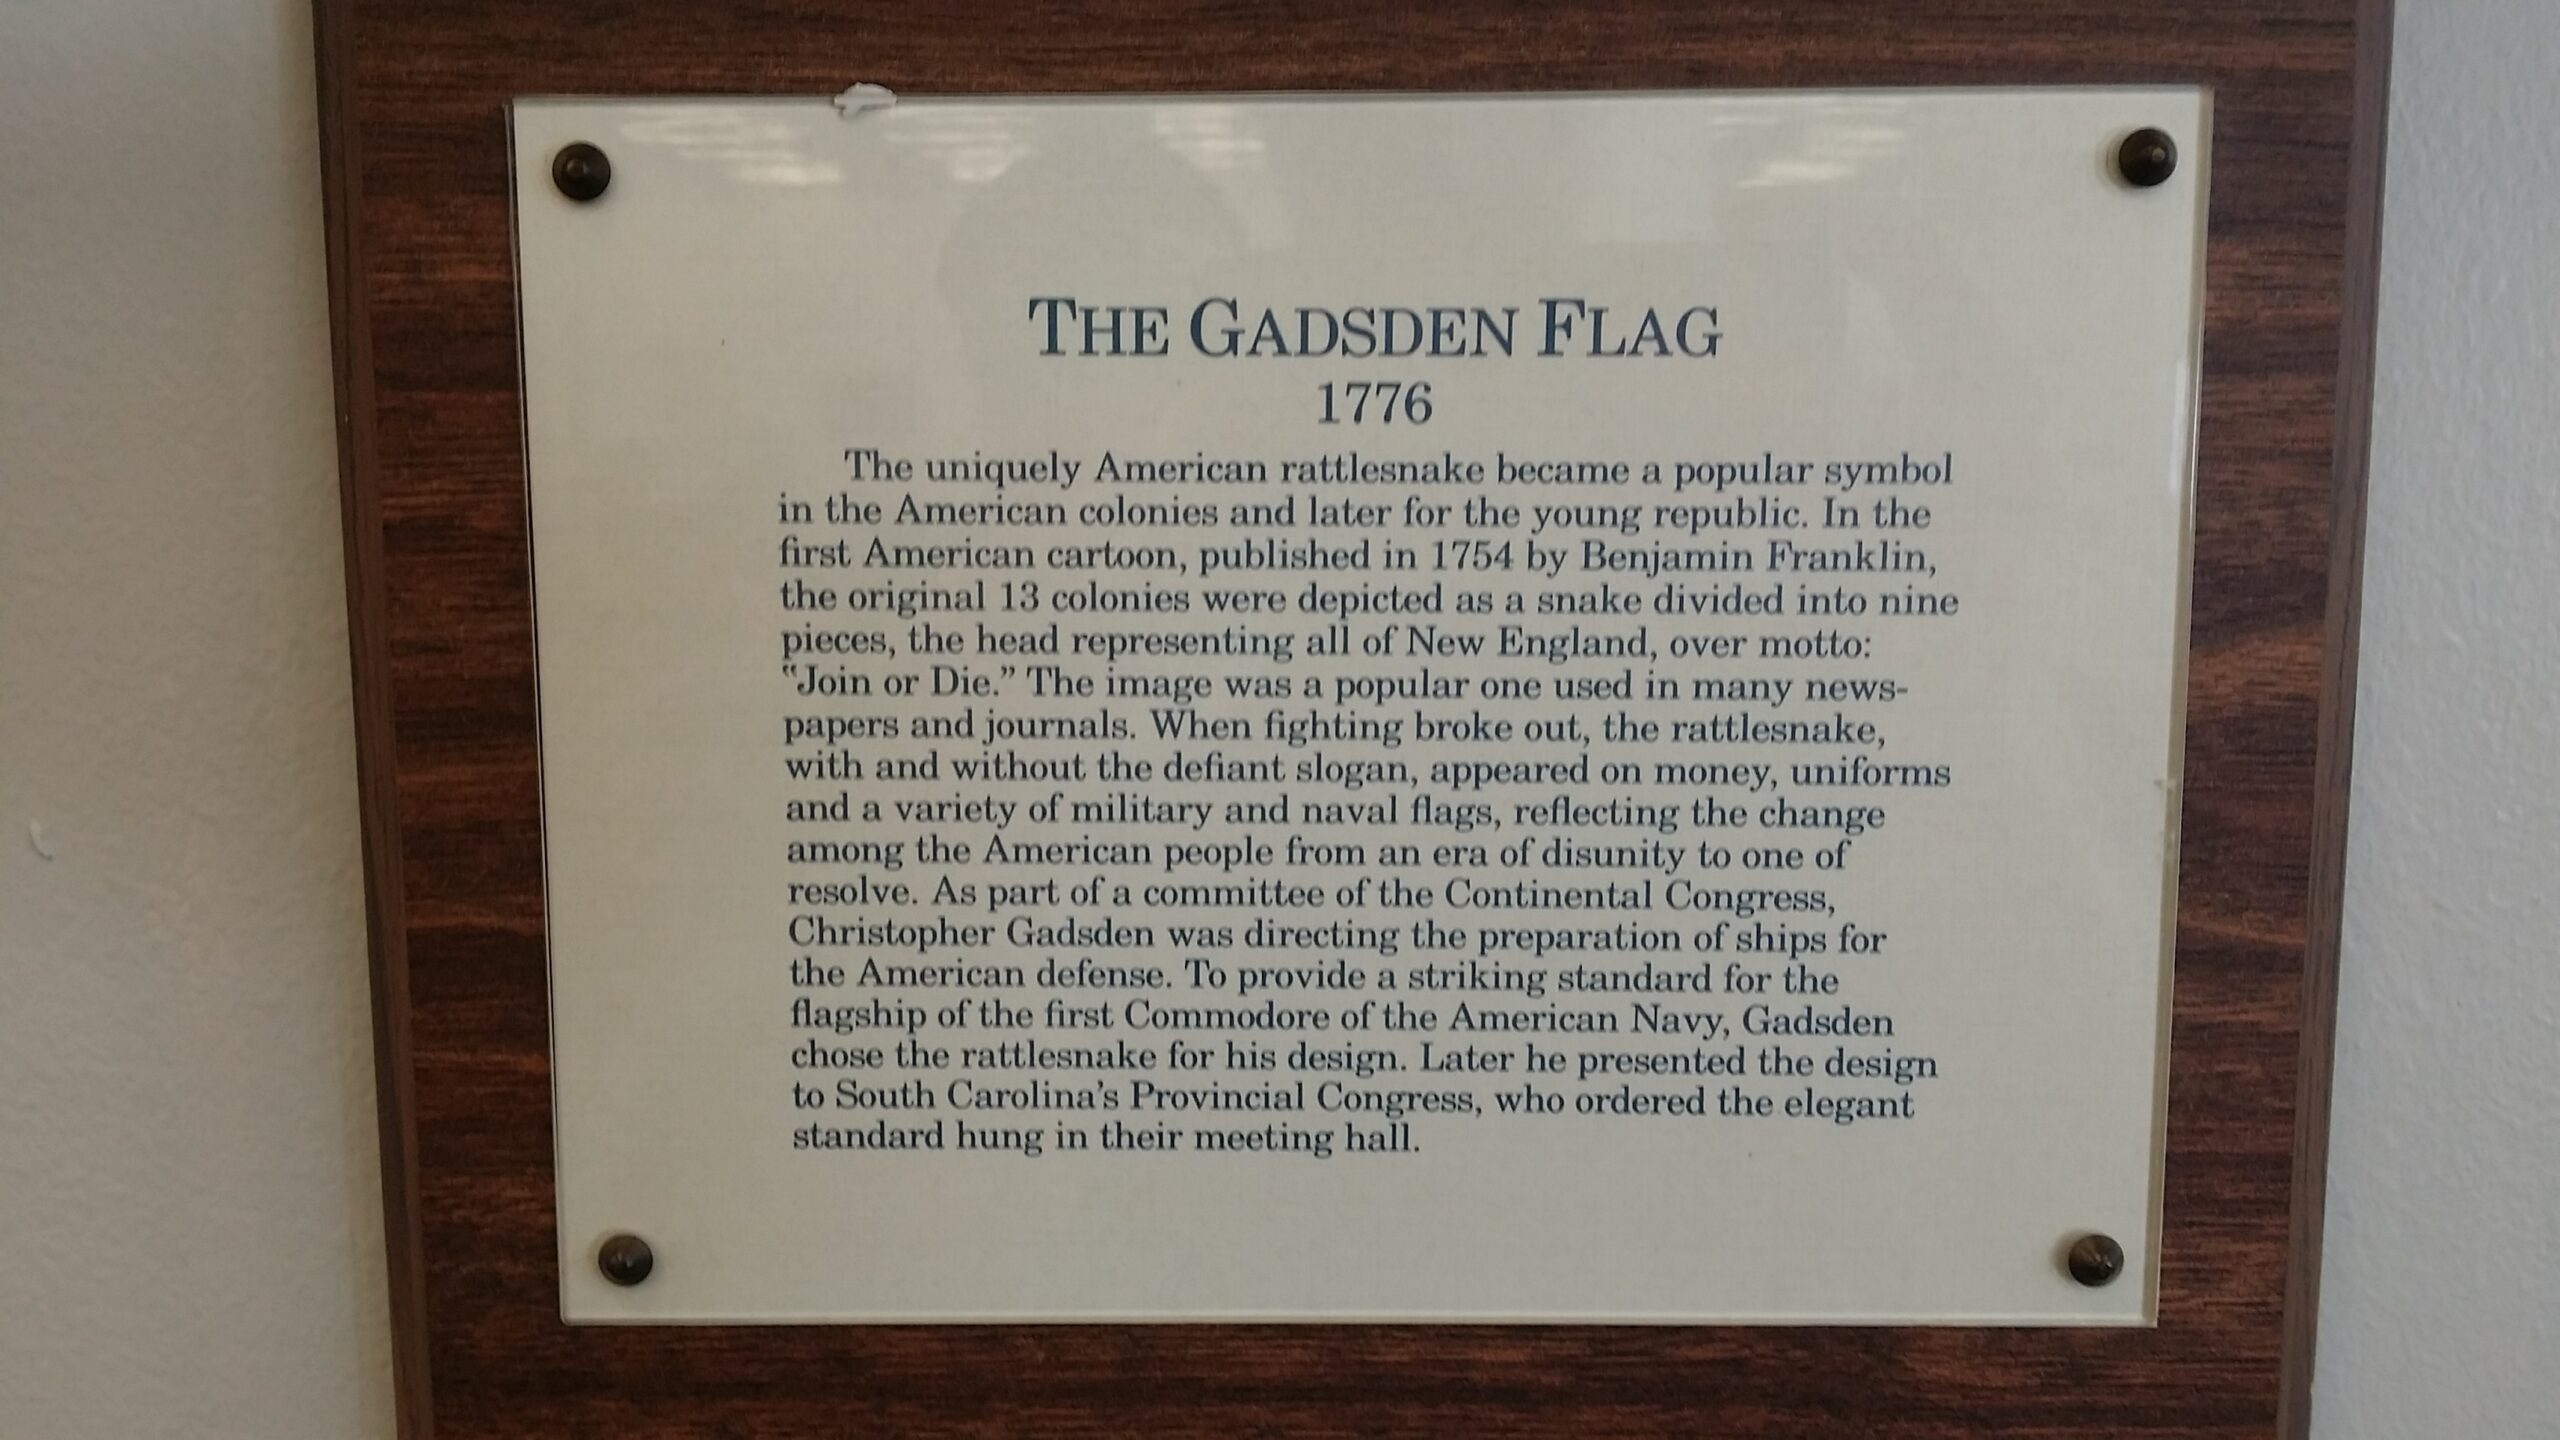 THE GADSDEN FLAG
1776
The uniquely American rattlesnake became a popular symbol
in the American colonies and later for the young republic. In the
first American cartoon, published in 1754 by Benjamin Franklin,
the original 13 colonies were depicted as a snake divided into nine
pieces, the head representing all of New England, over motto:
"Join or Die." The image was a popular one used in many news-
papers and journals. When fighting broke out, the rattlesnake,
with and without the defiant slogan, appeared on money, uniforms
and a variety of military and naval flags, reflecting the change
among the American people from an era of disunity to one of
resolve. As part of a committee of the Continental Congress,
Christopher Gadsden was directing the preparation of ships for
the American defense. To provide a striking standard for the
flagship of the first Commodore of the American Navy, Gadsden
chose the rattlesnake for his design. Later he presented the design
to South Carolina's Provincial Congress, who ordered the elegant
standard hung in their meeting hall.